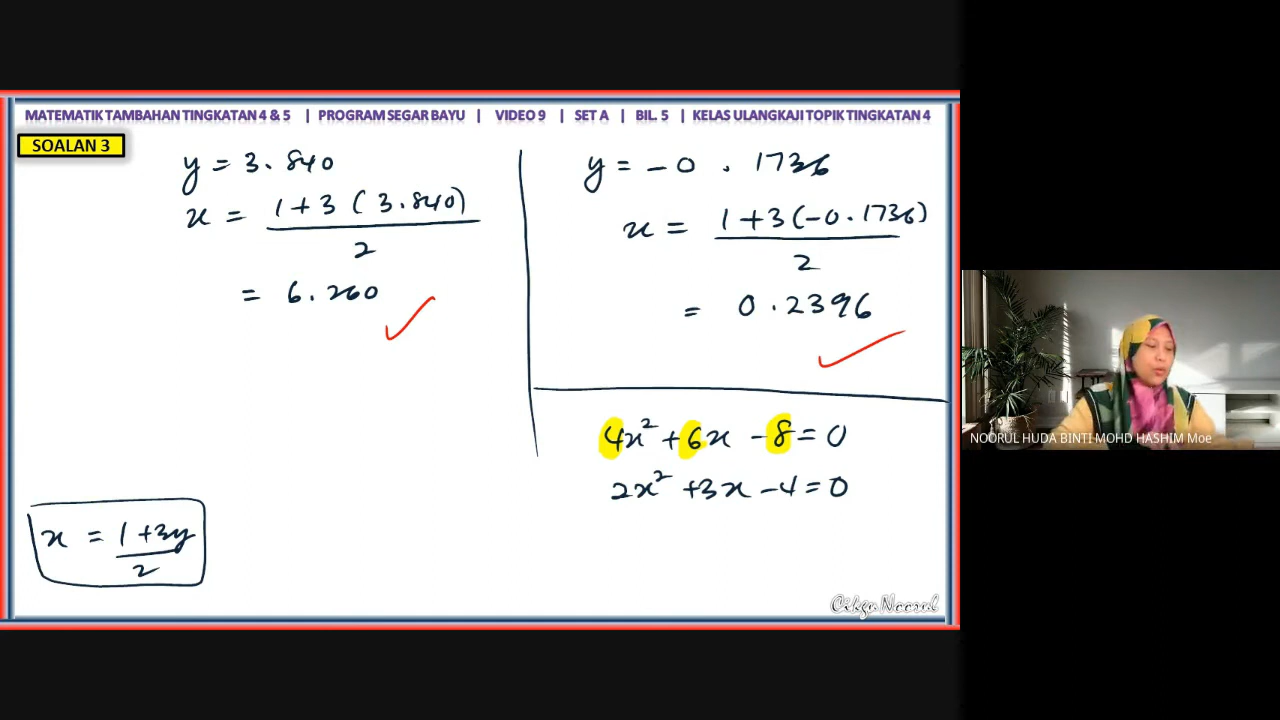 MATEMATIK TAMBAHAN TINGKATAN 4 & 5 | PROGRAM SEGAR BAYU | VIDEO 9 | SET A | BIL. 5 | KELAS ULANGKAJI TOPIK TINGKATAN 4
SOALAN 3
y = 3.840
x = (1 + 3(3.840))/2
= 6.260 ✓
y = -0.1736
x = (1 + 3(-0.1736))/2
= 0.2396 ✓
4x² + 6x - 8 = 0
2x² + 3x - 4 = 0
x = (1 + 3y)/2
Cikgu Noorul
NOORUL HUDA BINTI MOHD HASHIM Moe